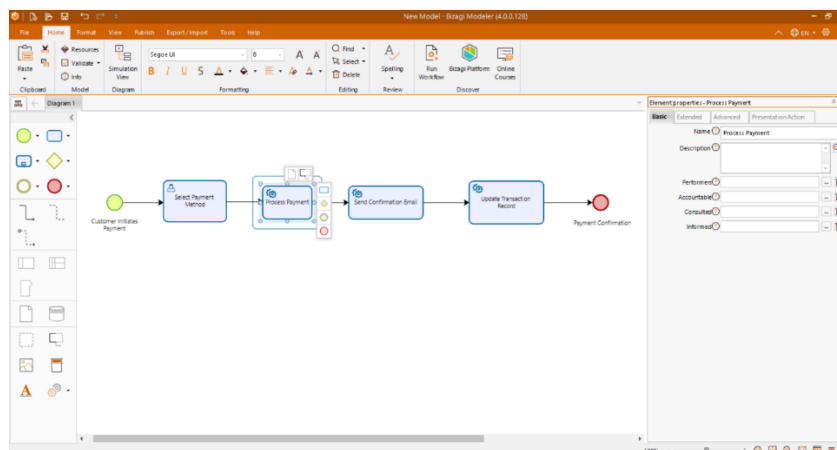 New Model - Bizagi Modeler (4.0.0.128)
File Home Format View Publish Export/Import Tools Help
EN
Paste
Resources
Validate
Info
Simulation View
Segoe UI 8
B I U S A
A A
Find
Select
Delete
Spelling
Run Workflow
Bizagi Platform
Online Courses
Clipboard Model Diagram Formatting Editing Review Discover
Diagram 1
Customer Initiates
Payment
Select Payment
Method
Process Payment
Send Confirmation Email
Update Transaction
Record
Payment Confirmation
A
Element properties - Process Payment
Basic Extended Advanced Presentation Action
Name Process Payment
Description
Performers
Accountable
Consulted
Informed